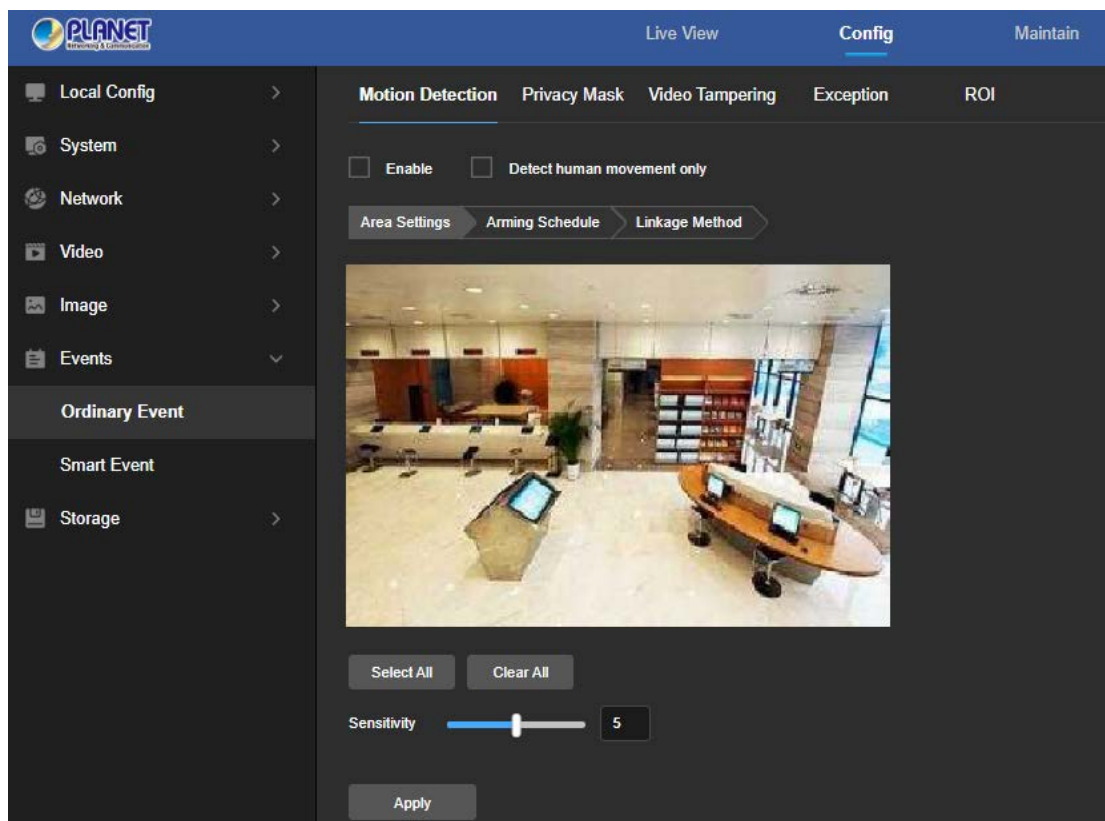 PLANET
Networking & Communication
Live View
Config
Maintain
Local Config
System
Network
Video
Image
Events
Ordinary Event
Smart Event
Storage
Motion Detection
Privacy Mask
Video Tampering
Exception
ROI
Enable
Detect human movement only
Area Settings
Arming Schedule
Linkage Method
Select All
Clear All
Sensitivity
5
Apply